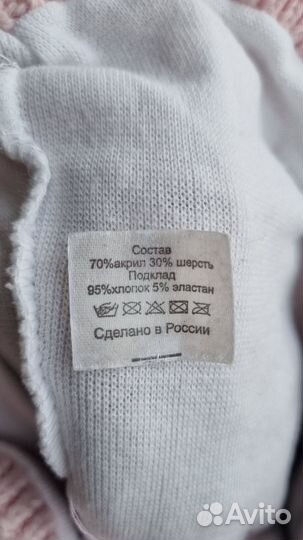 Состав
70%акрил 30% шерсть
Подклад
95%хлопок 5% эластан
Сделано в России
Avito